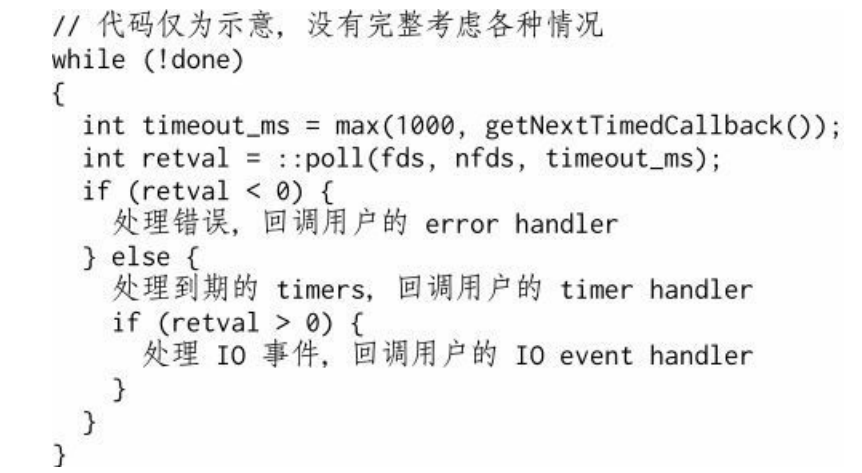 // 代码仅为示意, 没有完整考虑各种情况
while (!done)
{
  int timeout_ms = max(1000, getNextTimedCallback());
  int retval = ::poll(fds, nfds, timeout_ms);
  if (retval < 0) {
    处理错误, 回调用户的 error handler
  } else {
    处理到期的 timers, 回调用户的 timer handler
    if (retval > 0) {
      处理 IO 事件, 回调用户的 IO event handler
    }
  }
}